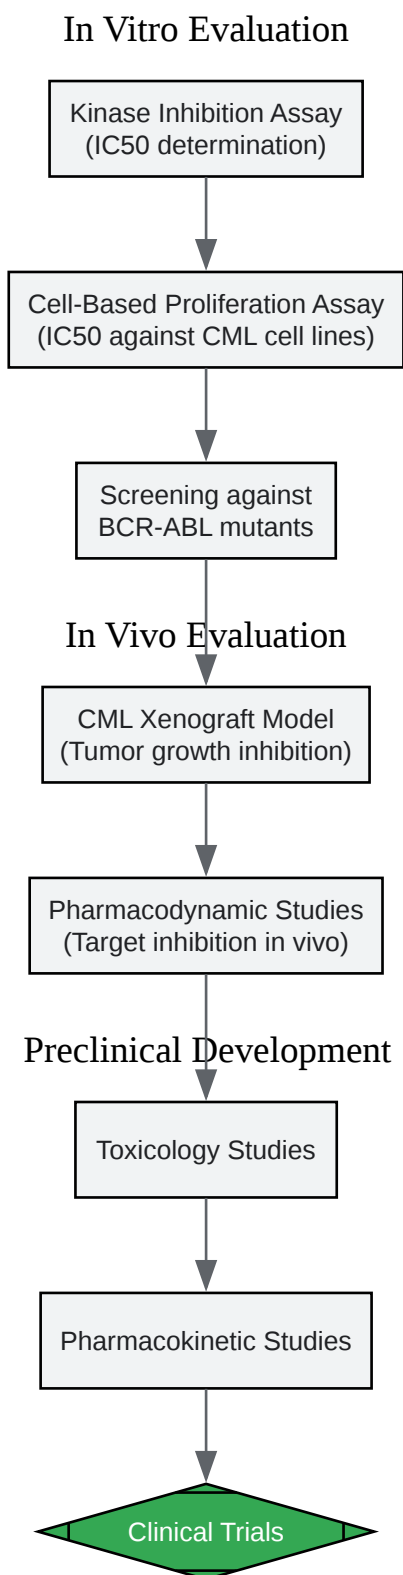 In Vitro Evaluation
Kinase Inhibition Assay
(IC50 determination)
Cell-Based Proliferation Assay
(IC50 against CML cell lines)
Screening against
BCR-ABL mutants
In Vivo Evaluation
CML Xenograft Model
(Tumor growth inhibition)
Pharmacodynamic Studies
(Target inhibition in vivo)
Preclinical Development
Toxicology Studies
Pharmacokinetic Studies
Clinical Trials